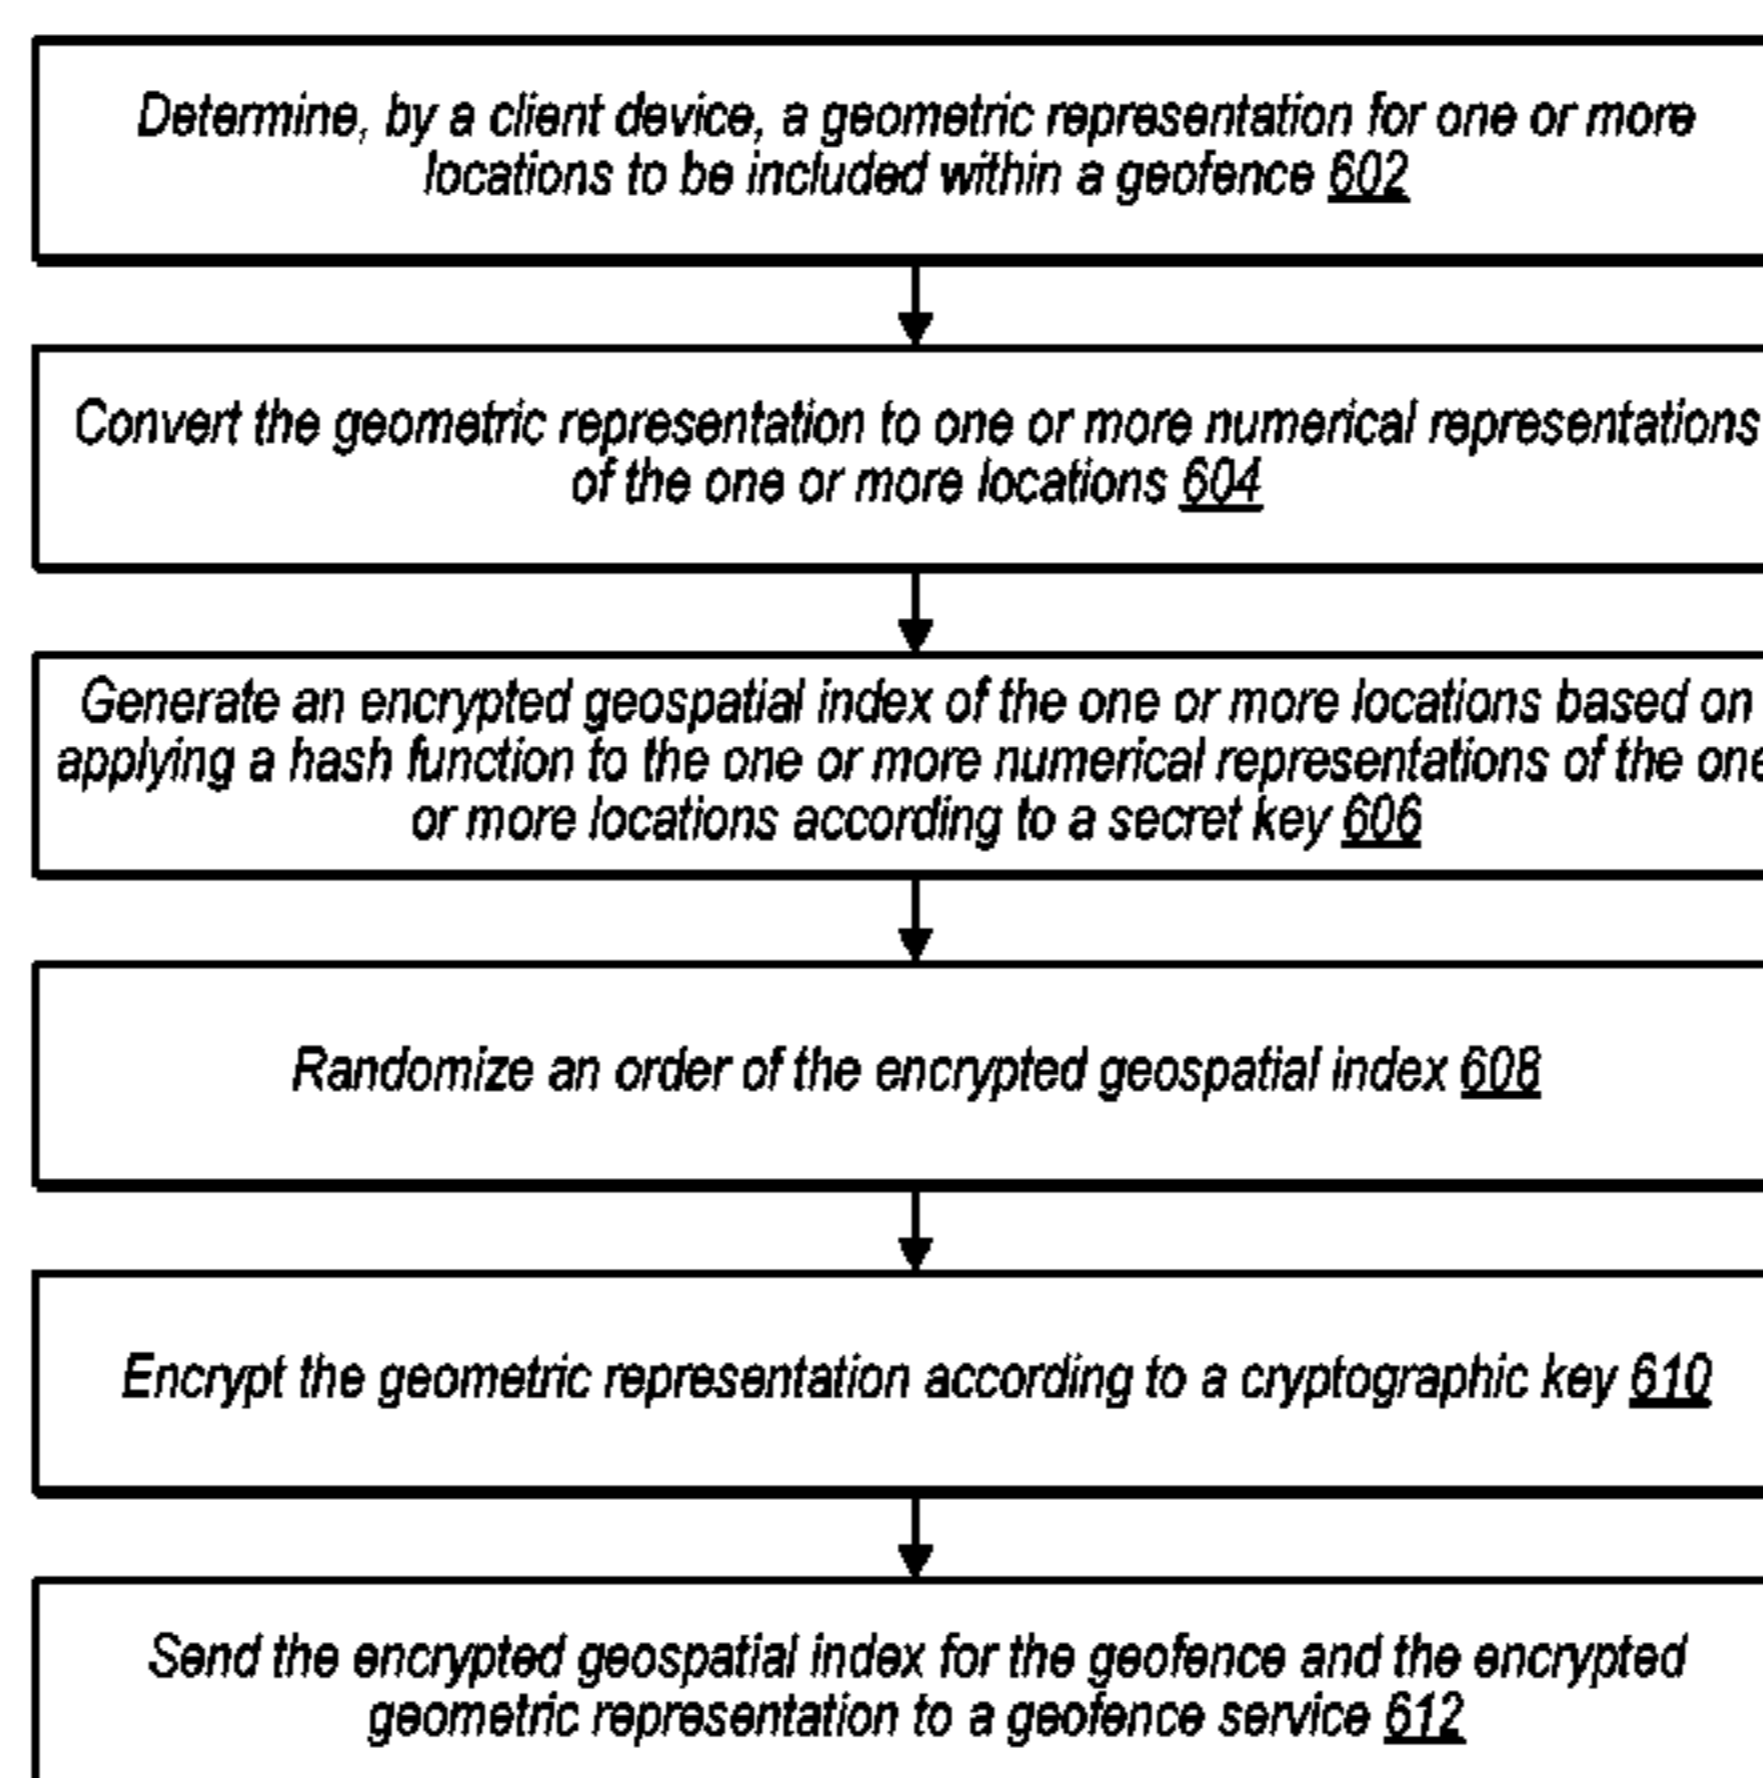 Determine, by a client device, a geometric representation for one or more
locations to be included within a geofence 602
Convert the geometric representation to one or more numerical representations
of the one or more locations 604
Generate an encrypted geospatial index of the one or more locations based on
applying a hash function to the one or more numerical representations of the one
or more locations according to a secret key 606
Randomize an order of the encrypted geospatial index 608
Encrypt the geometric representation according to a cryptographic key 610
Send the encrypted geospatial index for the geofence and the encrypted
geometric representation to a geofence service 612